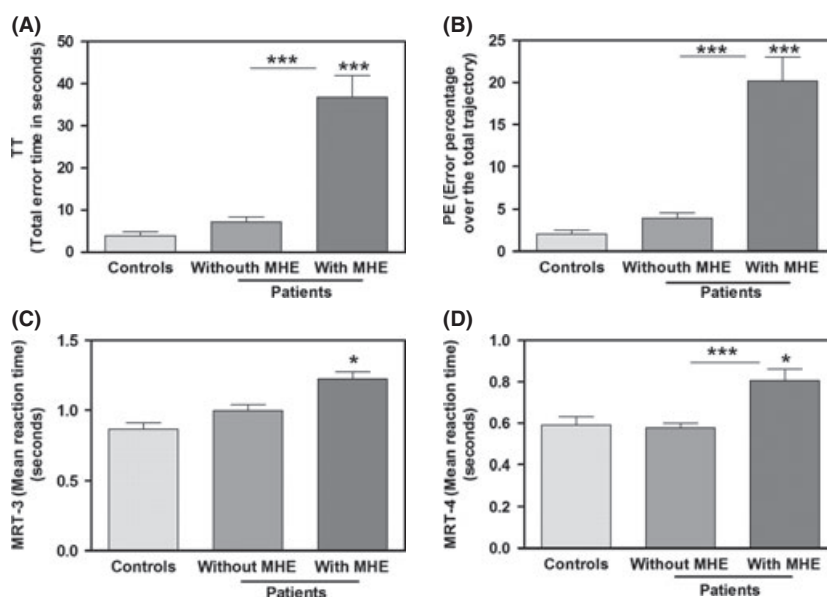 (A)
50
40
30
20
10
0
TT
(Total error time in seconds)
***
***
Controls
Withouth MHE
With MHE
Patients
(B)
25
20
15
10
5
0
PE (Error percentage
over the total trajectory)
***
***
Controls
Withouth MHE
With MHE
Patients
(C)
1.5
1.0
0.5
0.0
MRT-3 (Mean reaction time)
(seconds)
*
Controls
Without MHE
With MHE
Patients
(D)
1.0
0.8
0.6
0.4
0.2
0.0
MRT-4 (Mean reaction time)
(seconds)
***
*
Controls
Without MHE
With MHE
Patients